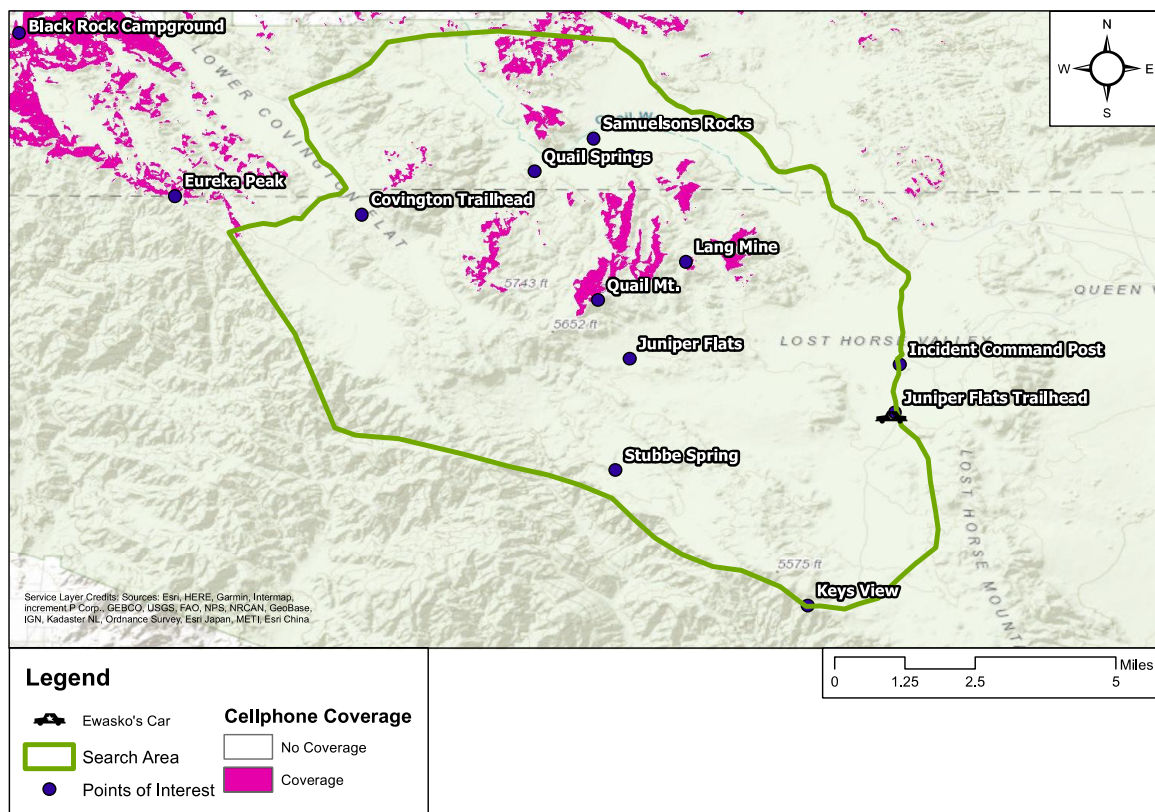 Black Rock Campground
N
W
E
S
LOWER COVINGTON FLAT
Samuelsons Rocks
Quail Springs
Eureka Peak
Covington Trailhead
Lang Mine
5743 ft
Quail Mt.
QUEEN V
5652 ft
Juniper Flats
LOST HORSE VALLEY
Incident Command Post
Juniper Flats Trailhead
Stubbe Spring
LOST HORSE MOUNT
5575 ft
Keys View
Service Layer Credits: Sources: Esri, HERE, Garmin, Intermap,
increment P Corp., GEBCO, USGS, FAO, NPS, NRCAN, GeoBase,
IGN, Kadaster NL, Ordnance Survey, Esri Japan, METI, Esri China
Miles
0
1.25
2.5
5
Legend
Ewasko's Car
Search Area
Points of Interest
Cellphone Coverage
No Coverage
Coverage